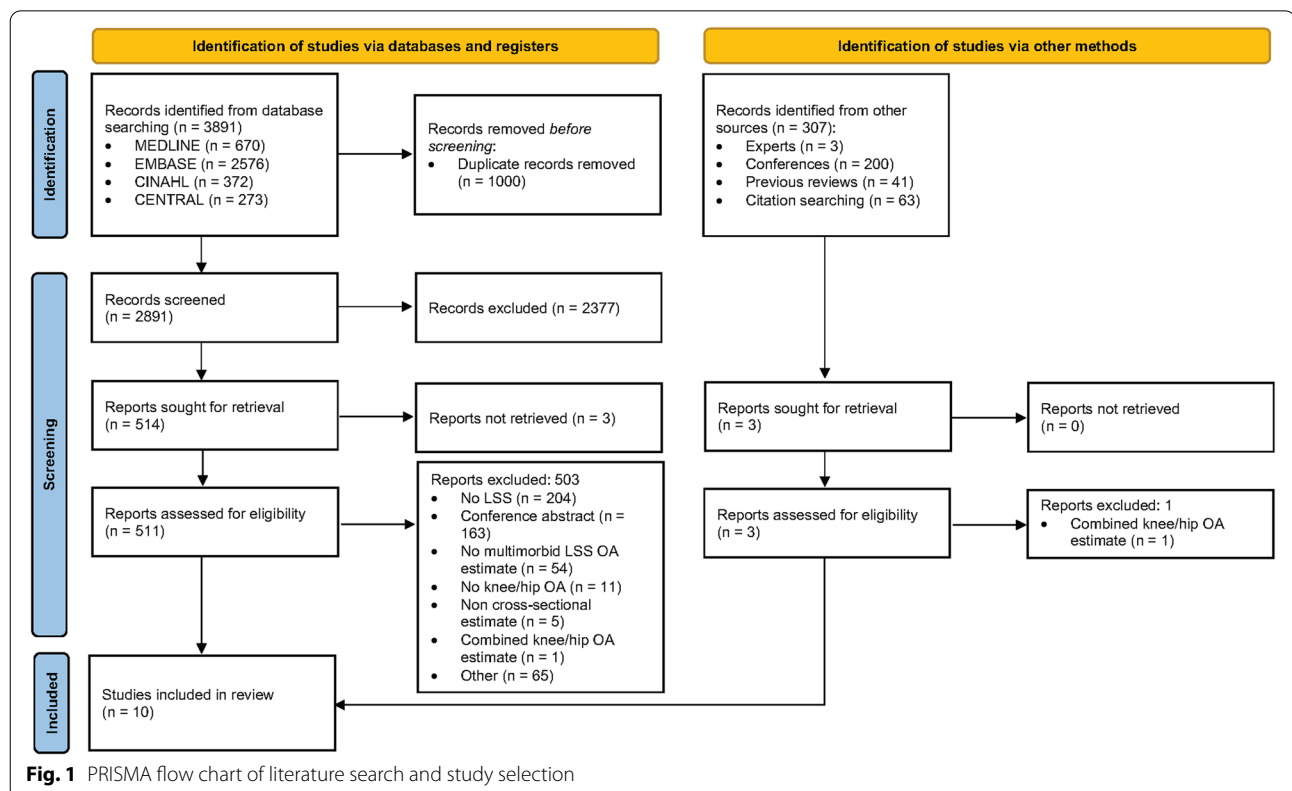 Identification of studies via databases and registers
Identification of studies via other methods
Identification
Records identified from database
searching (n = 3891)
• MEDLINE (n = 670)
• EMBASE (n = 2576)
• CINAHL (n = 372)
• CENTRAL (n = 273)
Records removed before
screening:
• Duplicate records removed
(n = 1000)
Records identified from other
sources (n = 307):
• Experts (n = 3)
• Conferences (n = 200)
• Previous reviews (n = 41)
• Citation searching (n = 63)
Screening
Records screened
(n = 2891)
Records excluded (n = 2377)
Reports sought for retrieval
(n = 514)
Reports not retrieved (n = 3)
Reports sought for retrieval
(n = 3)
Reports not retrieved
(n = 0)
Reports assessed for eligibility
(n = 511)
Reports excluded: 503
• No LSS (n = 204)
• Conference abstract (n =
163)
• No multimorbid LSS OA
estimate (n = 54)
• No knee/hip OA (n = 11)
• Non cross-sectional
estimate (n = 5)
• Combined knee/hip OA
estimate (n = 1)
• Other (n = 65)
Reports assessed for eligibility
(n = 3)
Reports excluded: 1
• Combined knee/hip OA
estimate (n = 1)
Included
Studies included in review
(n = 10)
Fig. 1 PRISMA flow chart of literature search and study selection